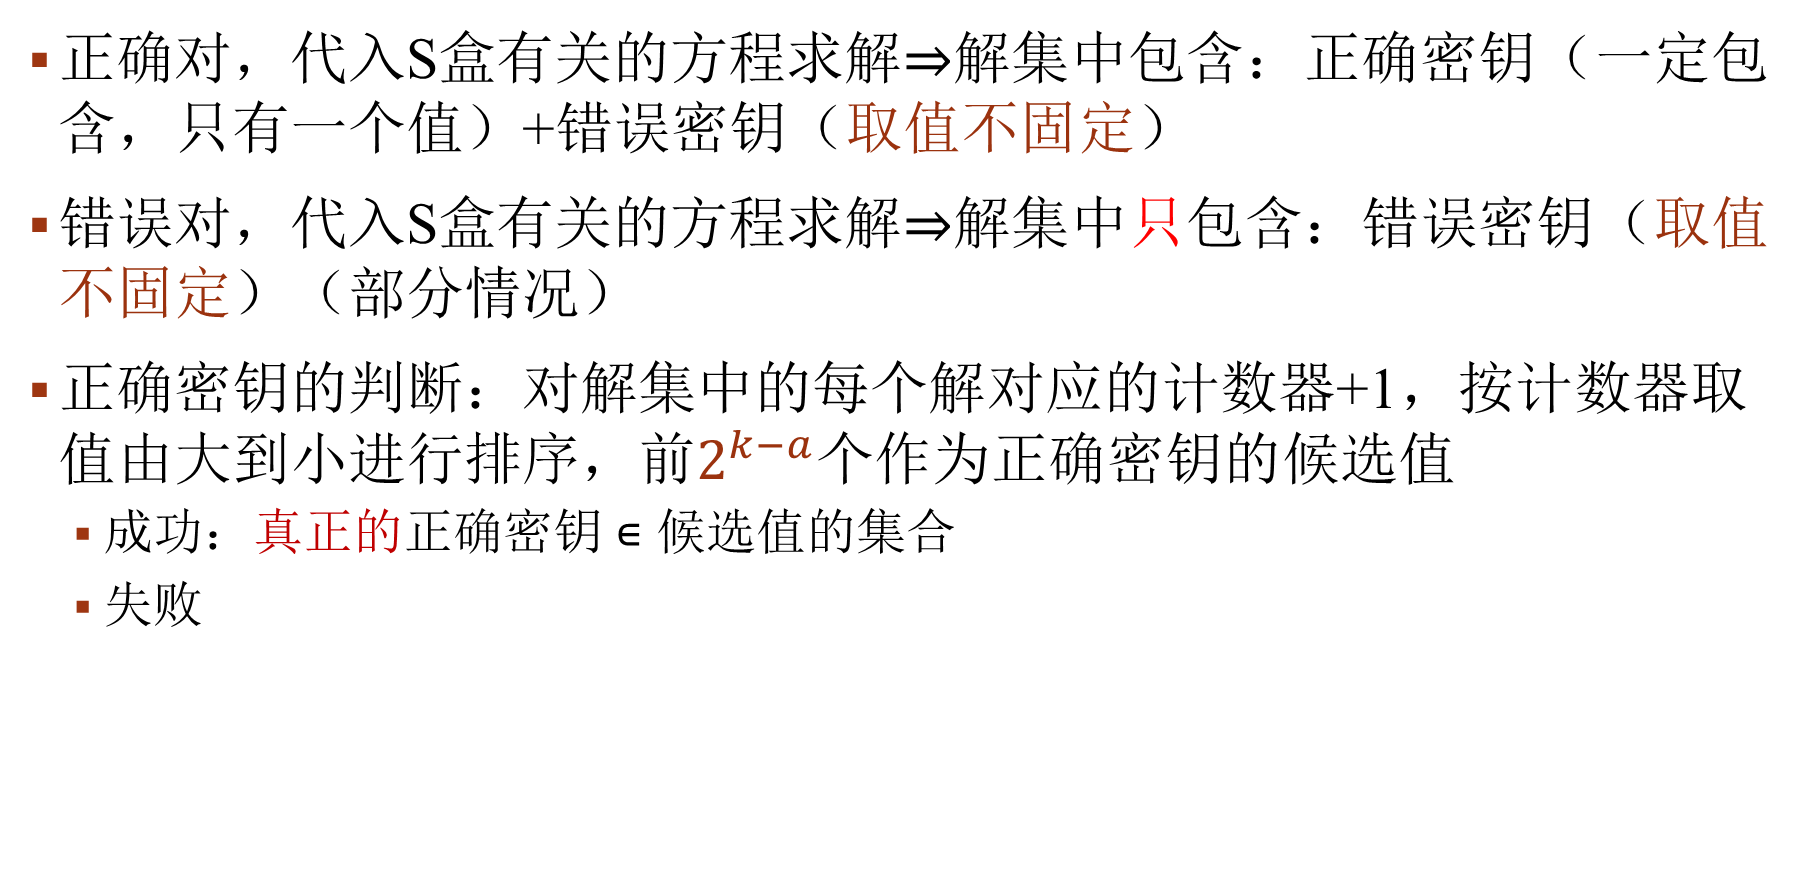 ▪正确对，代入S盒有关的方程求解⇒解集中包含：正确密钥（一定包
含，只有一个值）+错误密钥（取值不固定）
▪错误对，代入S盒有关的方程求解⇒解集中只包含：错误密钥（取值
不固定）（部分情况）
▪正确密钥的判断：对解集中的每个解对应的计数器+1，按计数器取
值由大到小进行排序，前2^{k−a}个作为正确密钥的候选值
▪成功：真正的正确密钥 ∈ 候选值的集合
▪失败